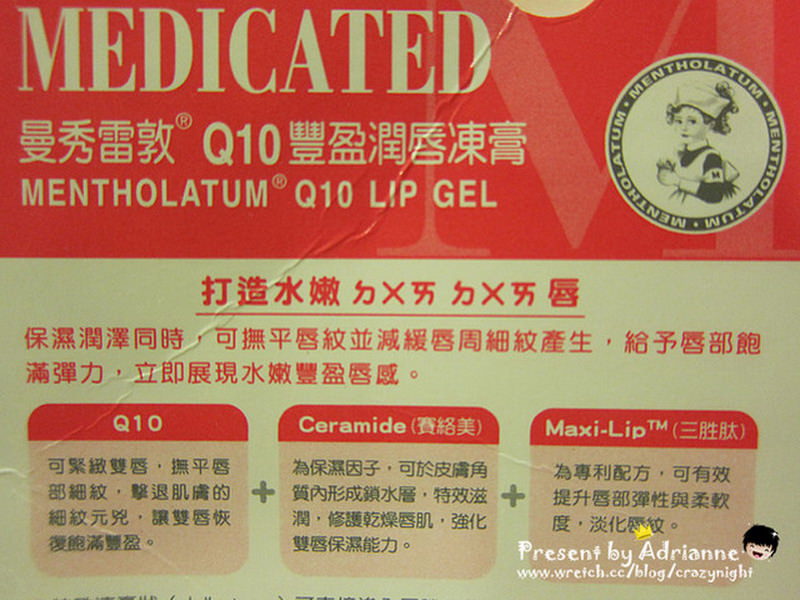 MEDICATED
曼秀雷敦® Q10豐盈潤唇凍膏
MENTHOLATUM® Q10 LIP GEL
MENTHOLATUM · MENTHOLATUM · MENTHOLATUM
M
打造水嫩ㄉㄨㄞ ㄉㄨㄞ唇
保濕潤澤同時，可撫平唇紋並減緩唇周細紋產生，給予唇部飽
滿彈力，立即展現水嫩豐盈唇感。
Q10
可緊緻雙唇，撫平唇
部細紋，擊退肌膚的
細紋元兇，讓雙唇恢
復飽滿豐盈。
+
Ceramide(賽絡美)
為保濕因子，可於皮膚角
質內形成鎖水層，特效滋
潤，修護乾燥唇肌，強化
雙唇保濕能力。
+
Maxi-Lip™(三胜肽)
為專利配方，可有效
提升唇部彈性與柔軟
度，淡化唇紋。
Present by Adrianne
www.wretch.cc/blog/crazynight